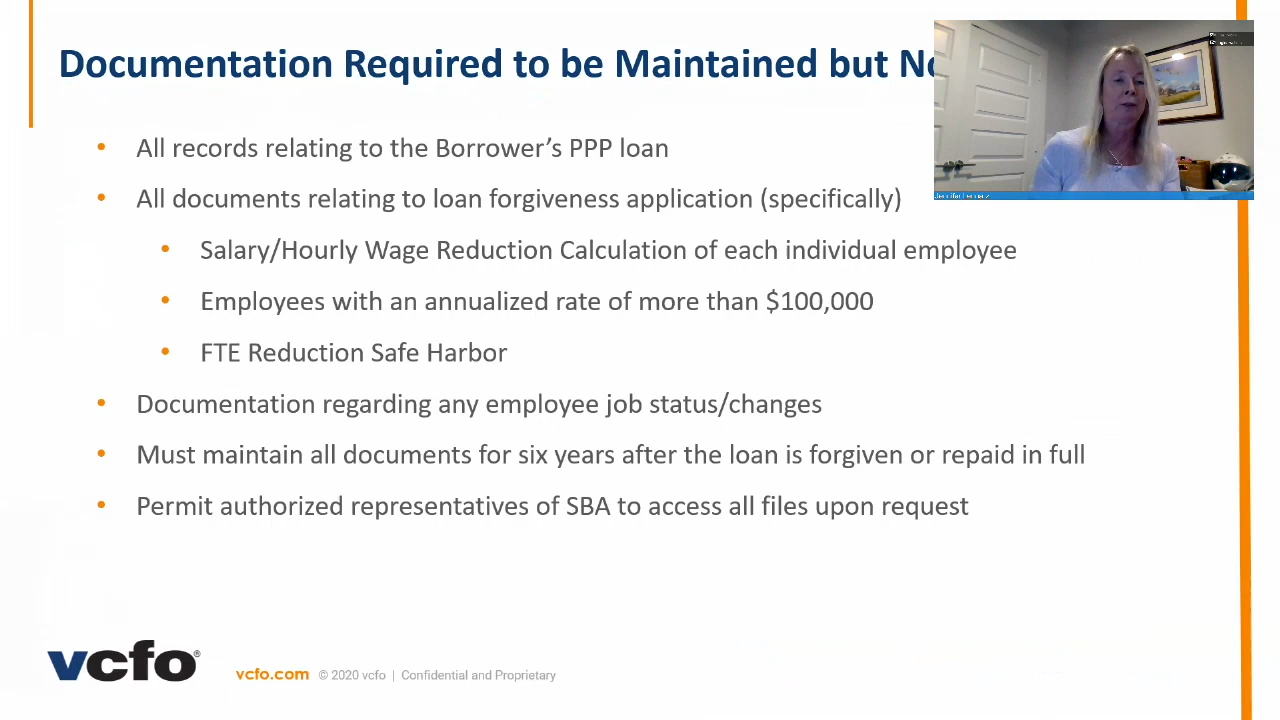 Documentation Required to be Maintained but
• All records relating to the Borrower’s PPP loan
• All documents relating to loan forgiveness application (specifically)
• Salary/Hourly Wage Reduction Calculation of each individual employee
• Employees with an annualized rate of more than $100,000
• FTE Reduction Safe Harbor
• Documentation regarding any employee job status/changes
• Must maintain all documents for six years after the loan is forgiven or repaid in full
• Permit authorized representatives of SBA to access all files upon request
vcfo®
vcfo.com © 2020 vcfo | Confidential and Proprietary